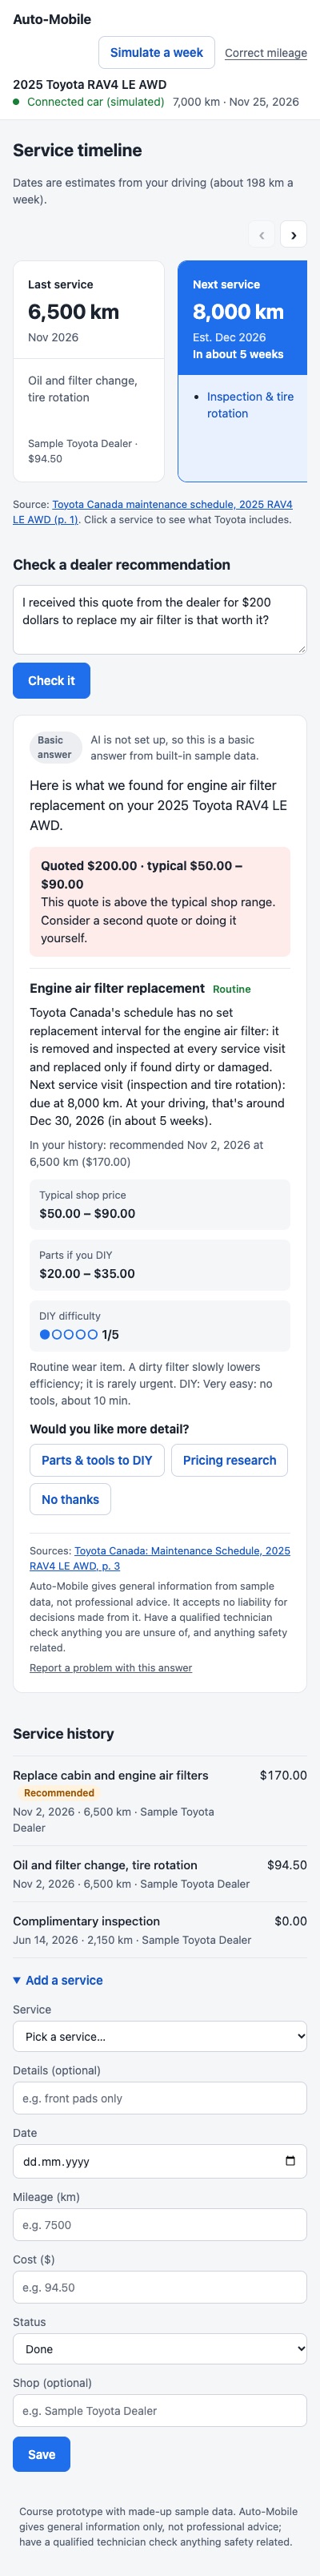 Auto-Mobile
Simulate a week
Correct mileage
2025 Toyota RAV4 LE AWD
Connected car (simulated) 7,000 km · Nov 25, 2026
Service timeline
Dates are estimates from your driving (about 198 km a
week).
‹ ›
Last service
6,500 km
Nov 2026
Oil and filter change,
tire rotation
Sample Toyota Dealer ·
$94.50
Next service
8,000 km
Est. Dec 2026
In about 5 weeks
• Inspection & tire
rotation
Source: Toyota Canada maintenance schedule, 2025 RAV4
LE AWD (p. 1). Click a service to see what Toyota includes.
Check a dealer recommendation
I received this quote from the dealer for $200
dollars to replace my air filter is that worth it?
Check it
Basic
answer
AI is not set up, so this is a basic
answer from built-in sample data.
Here is what we found for engine air filter
replacement on your 2025 Toyota RAV4 LE
AWD.
Quoted $200.00 · typical $50.00 –
$90.00
This quote is above the typical shop range.
Consider a second quote or doing it
yourself.
Engine air filter replacement Routine
Toyota Canada's schedule has no set
replacement interval for the engine air filter: it
is removed and inspected at every service visit
and replaced only if found dirty or damaged.
Next service visit (inspection and tire rotation):
due at 8,000 km. At your driving, that's around
Dec 30, 2026 (in about 5 weeks).
In your history: recommended Nov 2, 2026 at
6,500 km ($170.00)
Typical shop price
$50.00 – $90.00
Parts if you DIY
$20.00 – $35.00
DIY difficulty
1/5
Routine wear item. A dirty filter slowly lowers
efficiency; it is rarely urgent. DIY: Very easy: no
tools, about 10 min.
Would you like more detail?
Parts & tools to DIY
Pricing research
No thanks
Sources: Toyota Canada: Maintenance Schedule, 2025
RAV4 LE AWD, p. 3
Auto-Mobile gives general information from sample
data, not professional advice. It accepts no liability for
decisions made from it. Have a qualified technician
check anything you are unsure of, and anything safety
related.
Report a problem with this answer
Service history
Replace cabin and engine air filters $170.00
Recommended
Nov 2, 2026 · 6,500 km · Sample Toyota
Dealer
Oil and filter change, tire rotation $94.50
Nov 2, 2026 · 6,500 km · Sample Toyota Dealer
Complimentary inspection $0.00
Jun 14, 2026 · 2,150 km · Sample Toyota Dealer
▼ Add a service
Service
Pick a service...
Details (optional)
e.g. front pads only
Date
dd.mm.yyyy
Mileage (km)
e.g. 7500
Cost ($)
e.g. 94.50
Status
Done
Shop (optional)
e.g. Sample Toyota Dealer
Save
Course prototype with made-up sample data. Auto-Mobile
gives general information only, not professional advice;
have a qualified technician check anything safety related.